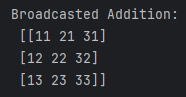 Broadcasted Addition:
[[11 21 31]
[12 22 32]
[13 23 33]]